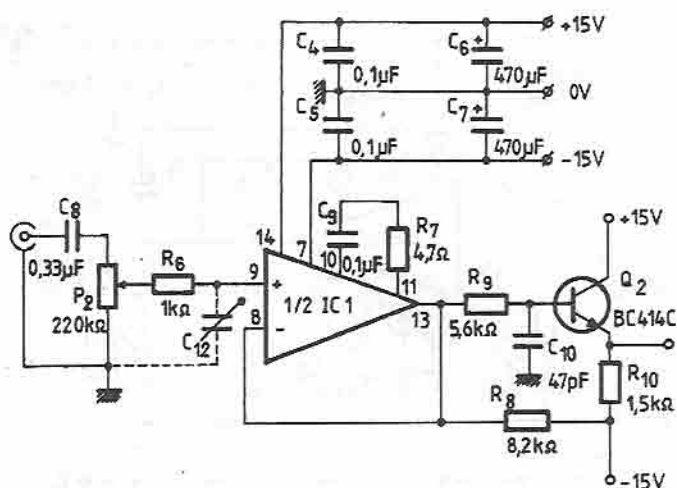 +15V
C4
0,1µF
C6 +
470µF
0V
C5
0,1µF
C7 +
470µF
-15V
C9
0,1µF
R7
4,7Ω
14
7
10
11
+15V
C8
0,33µF
P2
220kΩ
R6
1kΩ
C12
9
+
1/2 IC1
8
-
13
R9
5,6kΩ
Q2
BC414C
C10
47pF
R10
1,5kΩ
R8
8,2kΩ
-15V